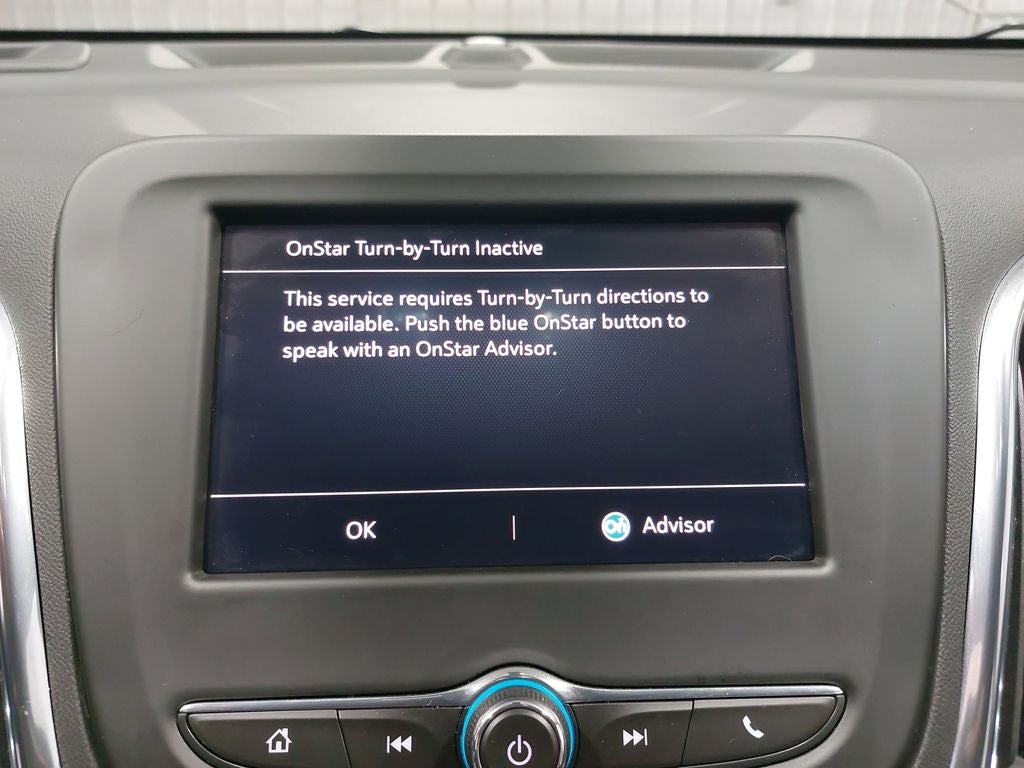 OnStar Turn-by-Turn Inactive
This service requires Turn-by-Turn directions to
be available. Push the blue OnStar button to
speak with an OnStar Advisor.
OK
on Advisor